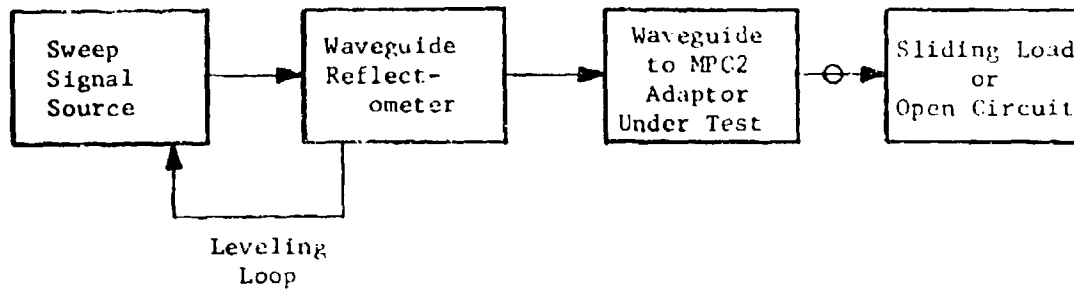 Sweep
Signal
Source
Waveguide
Reflect-
ometer
Waveguide
to MPC2
Adaptor
Under Test
Sliding Load
or
Open Circuit
Leveling
Loop